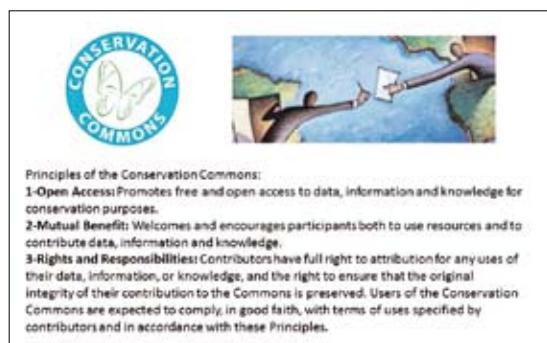 CONSERVATION
COMMONS
Principles of the Conservation Commons:
1-Open Access: Promotes free and open access to data, information and knowledge for
conservation purposes.
2-Mutual Benefit: Welcomes and encourages participants both to use resources and to
contribute data, information and knowledge.
3-Rights and Responsibilities: Contributors have full right to attribution for any uses of
their data, information, or knowledge, and the right to ensure that the original
integrity of their contribution to the Commons is preserved. Users of the Conservation
Commons are expected to comply, in good faith, with terms of uses specified by
contributors and in accordance with these Principles.